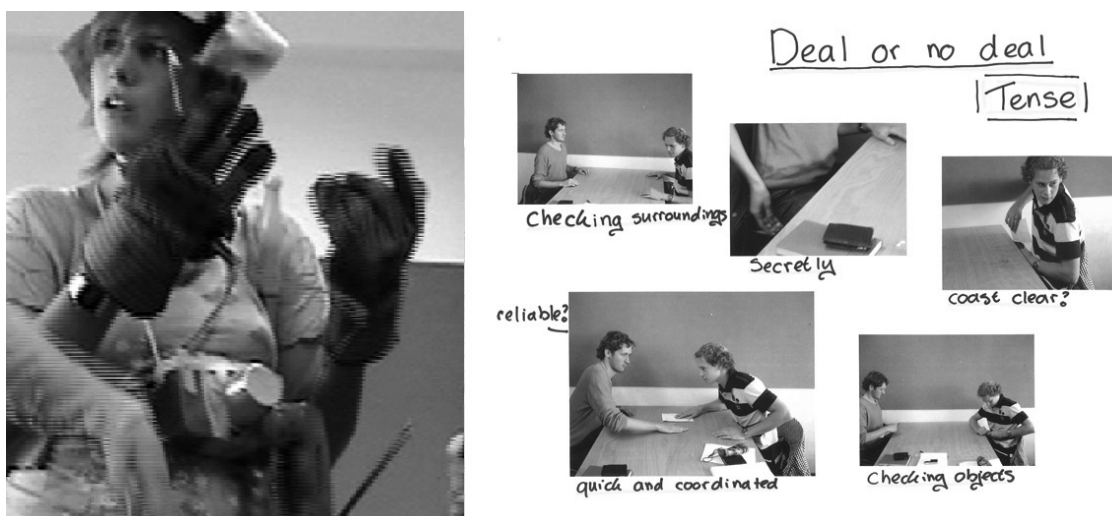 Deal or no deal
|Tense|
Checking surroundings
Secretly
coast clear?
reliable?
quick and coordinated
Checking objects